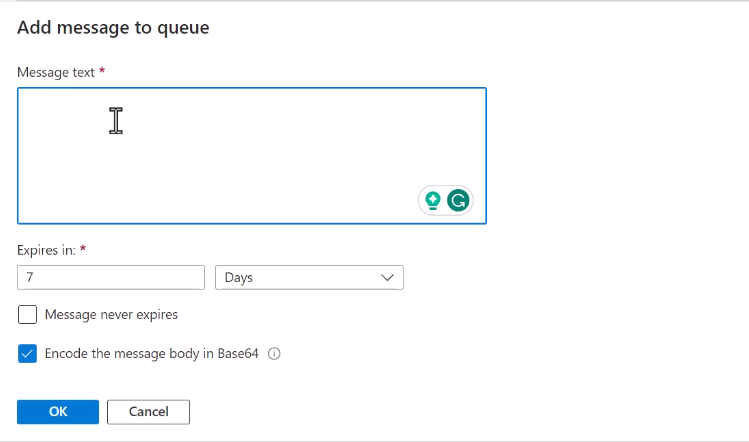 Add message to queue
Message text *
Expires in: *
7
Days
Message never expires
Encode the message body in Base64
OK Cancel